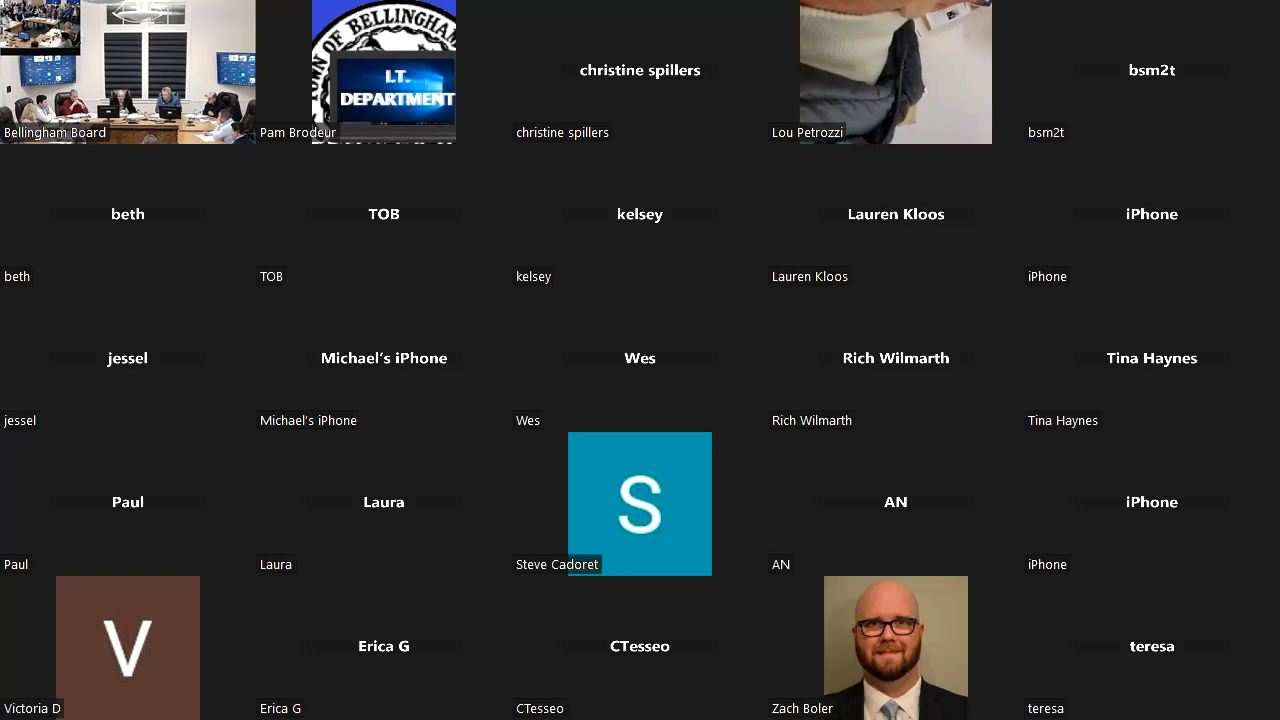 TOWN OF BELLINGHAM
I.T.
DEPARTMENT
christine spillers
bsm2t
Bellingham Board
Pam Brodeur
christine spillers
Lou Petrozzi
bsm2t
beth
TOB
kelsey
Lauren Kloos
iPhone
beth
TOB
kelsey
Lauren Kloos
iPhone
jessel
Michael's iPhone
Wes
Rich Wilmarth
Tina Haynes
jessel
Michael's iPhone
Wes
Rich Wilmarth
Tina Haynes
Paul
Laura
S
AN
iPhone
Paul
Laura
Steve Cadoret
AN
iPhone
V
Erica G
CTesseo
teresa
Victoria D
Erica G
CTesseo
Zach Boler
teresa